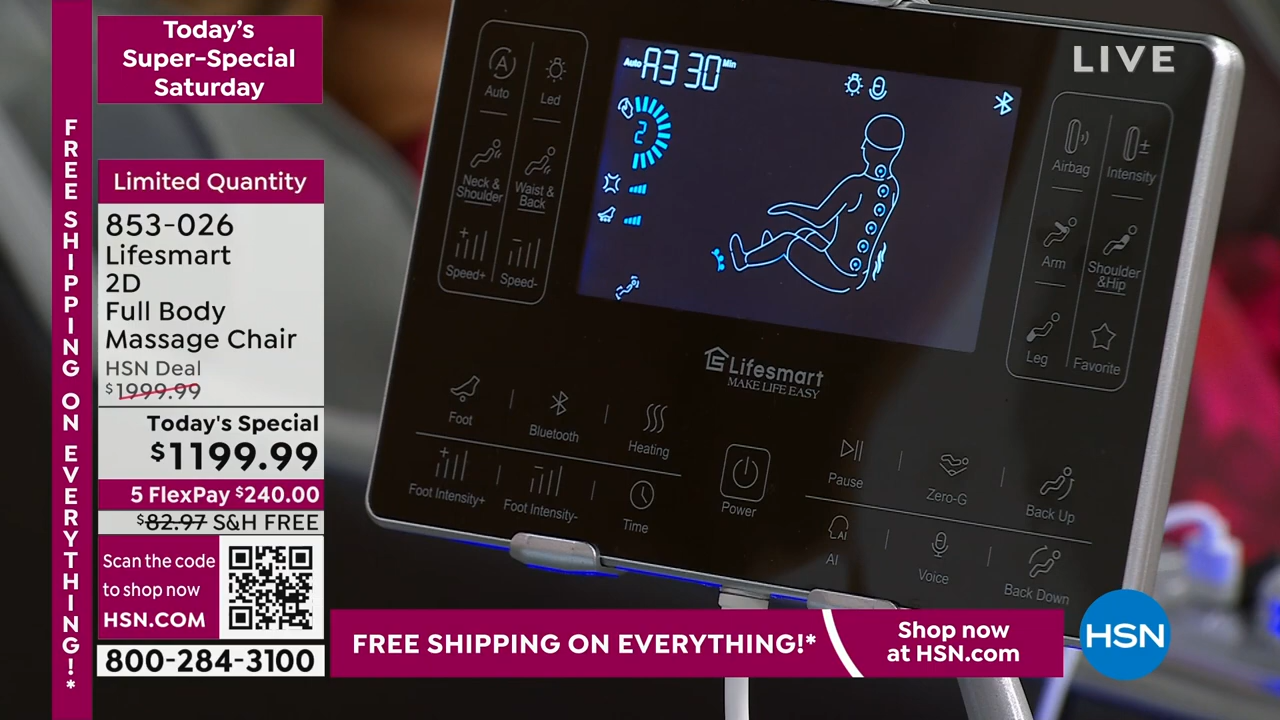 FREE SHIPPING ON EVERYTHING!*
Today's
Super-Special
Saturday
Limited Quantity
853-026
Lifesmart
2D
Full Body
Massage Chair
HSN Deal
$1999.99
Today's Special
$1199.99
5 FlexPay $240.00
$82.97 S&H FREE
Scan the code
to shop now
HSN.COM
800-284-3100
LIVE
Auto A3 30 Min
2
Auto
Led
Neck &
Shoulder
Waist &
Back
Speed+
Speed-
Airbag
Intensity
Arm
Shoulder
&Hip
Leg
Favorite
Lifesmart
MAKE LIFE EASY
Foot
Bluetooth
Heating
Foot Intensity+
Foot Intensity-
Time
Power
Pause
Zero-G
Back Up
AI
AI
Voice
Back Down
FREE SHIPPING ON EVERYTHING!*
Shop now
at HSN.com
HSN